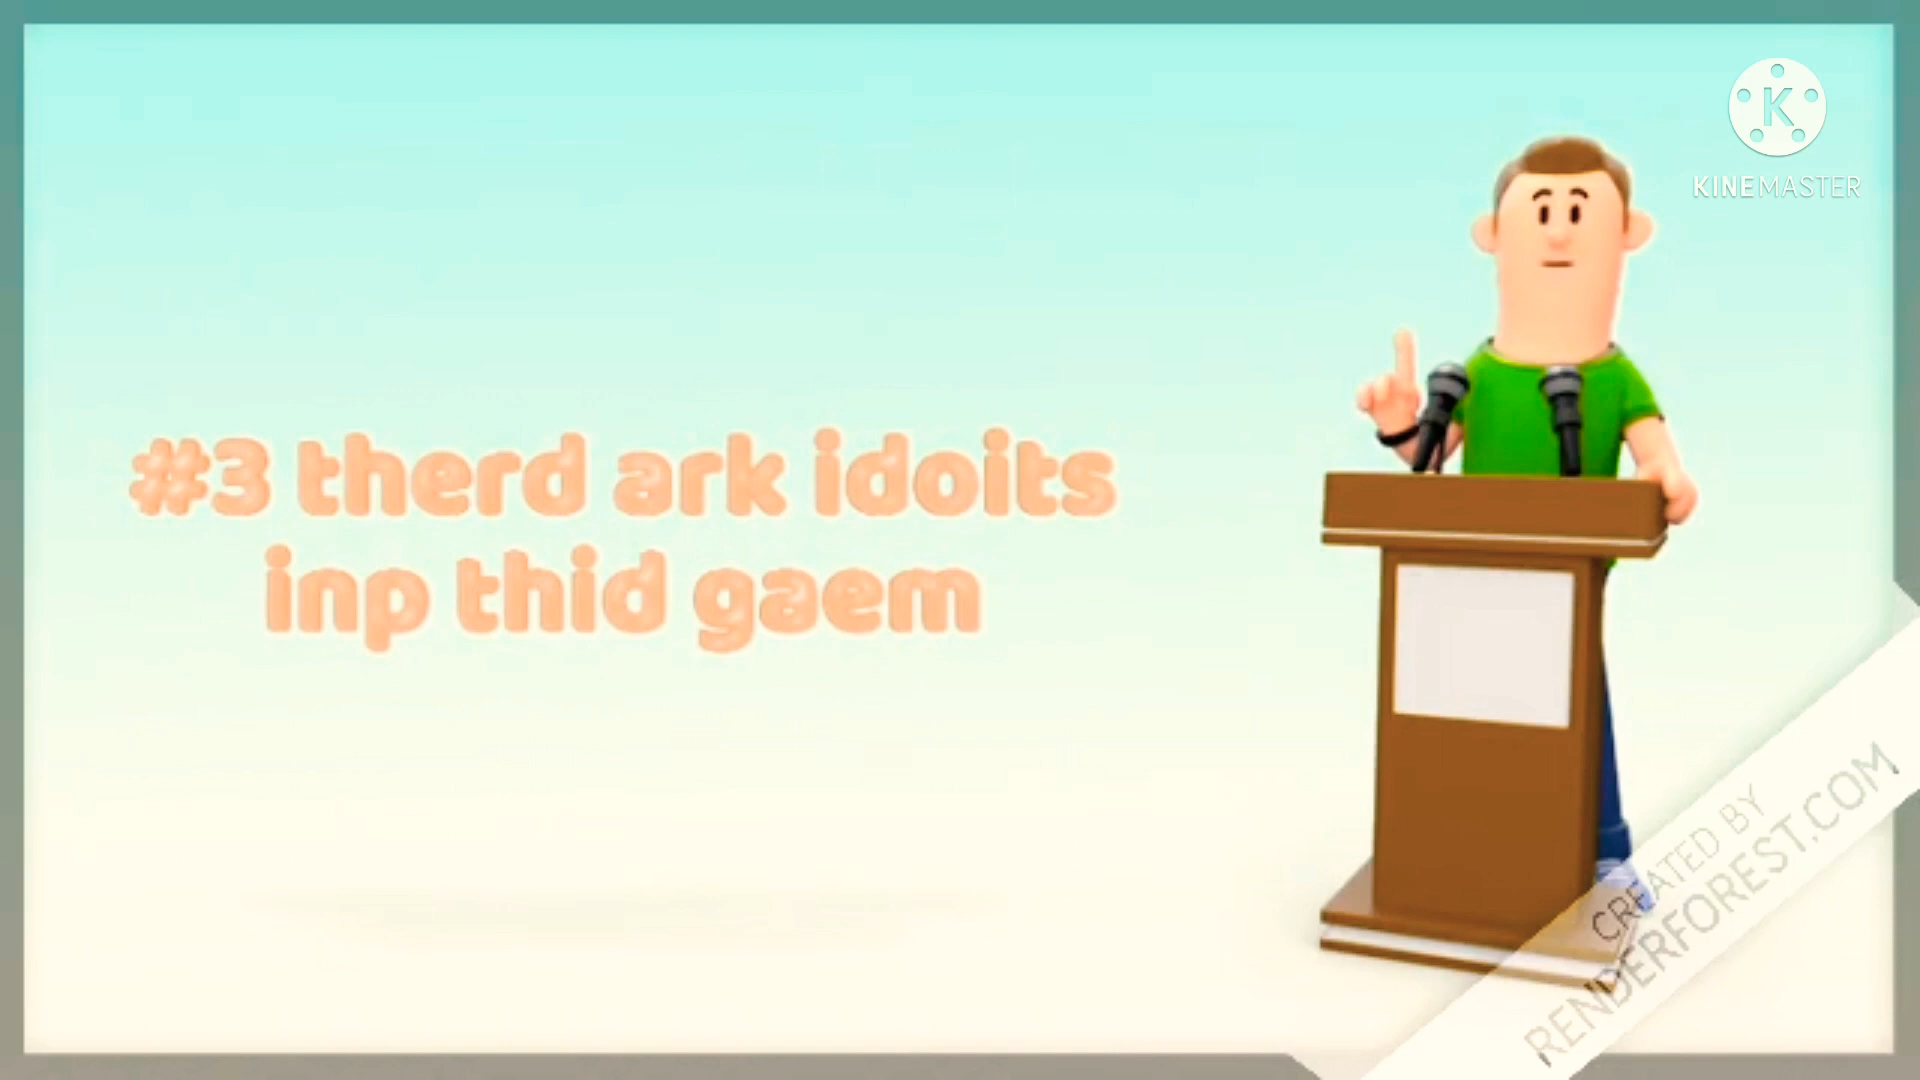 K
KINEMASTER
#3 therd ark idoits
inp thid gaem
CREATED BY
RENDERFOREST.COM